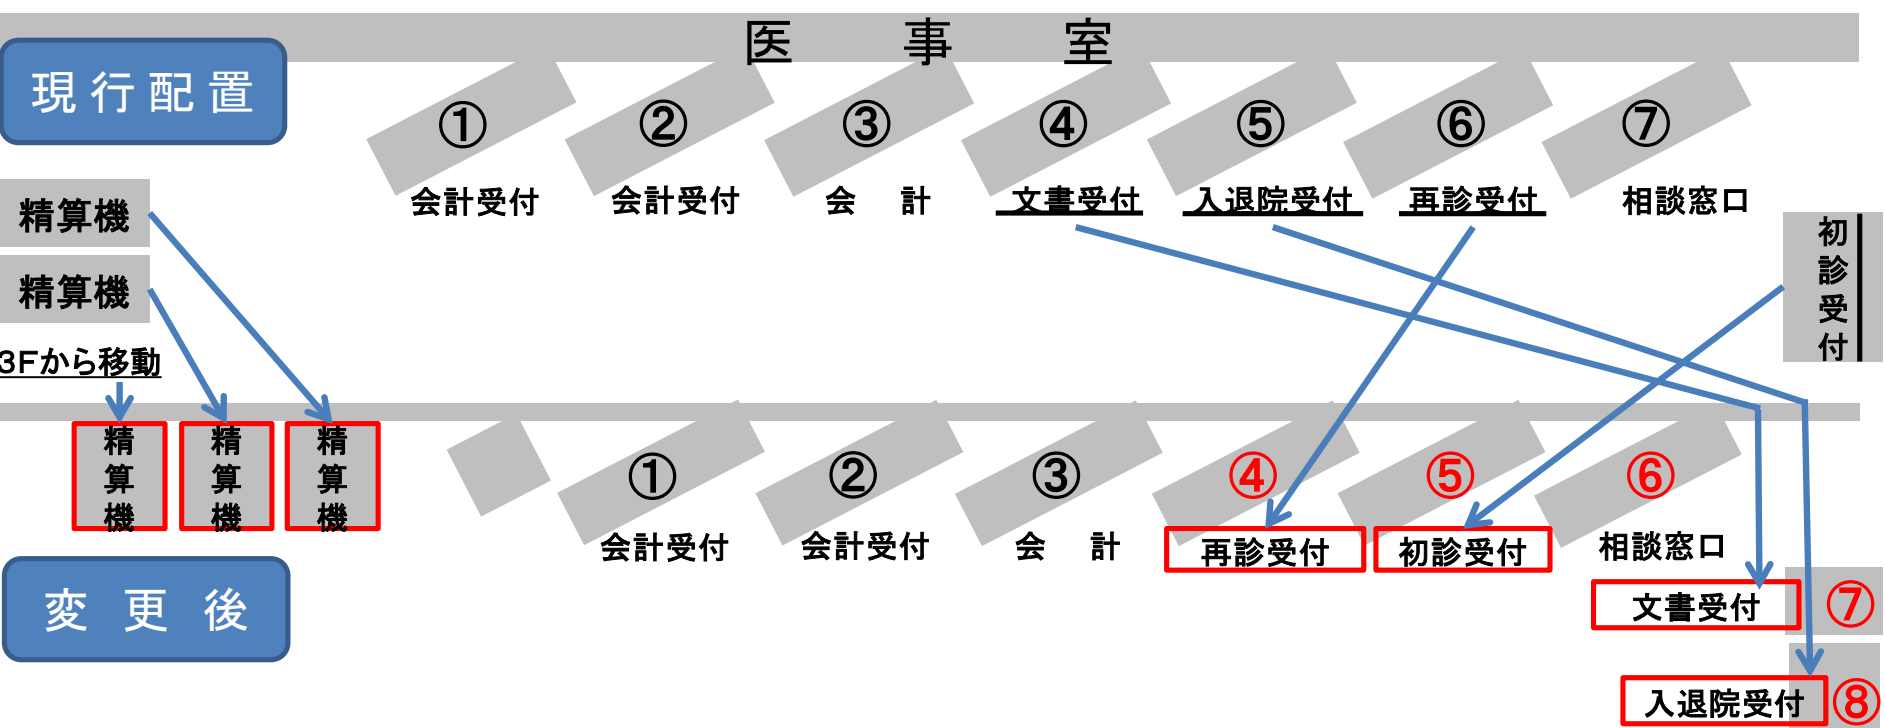 医事室
現行配置
① ② ③ ④ ⑤ ⑥ ⑦
会計受付 会計受付 会計 文書受付 入退院受付 再診受付 相談窓口
初診受付
精算機
精算機
3Fから移動
精算機 精算機 精算機
① ② ③ ④ ⑤ ⑥
会計受付 会計受付 会計 再診受付 初診受付 相談窓口
変更後
文書受付 ⑦
入退院受付 ⑧